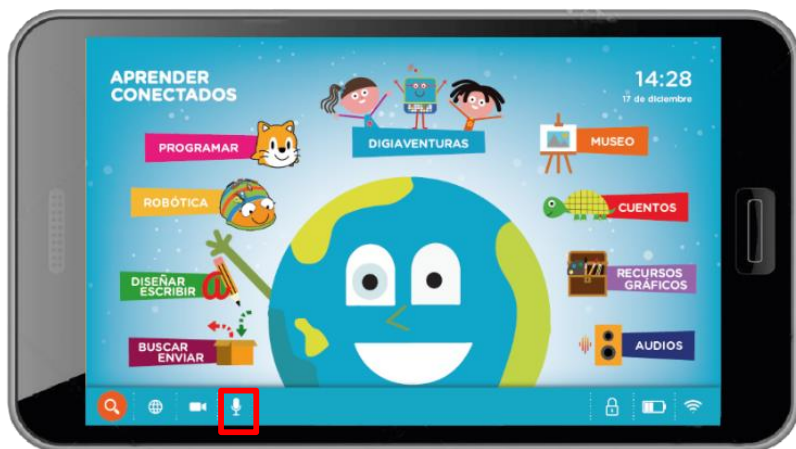 APRENDER
CONECTADOS
14:28
17 de diciembre
DIGIAVENTURAS
PROGRAMAR
MUSEO
ROBÓTICA
CUENTOS
DISEÑAR
ESCRIBIR
RECURSOS
GRÁFICOS
BUSCAR
ENVIAR
AUDIOS